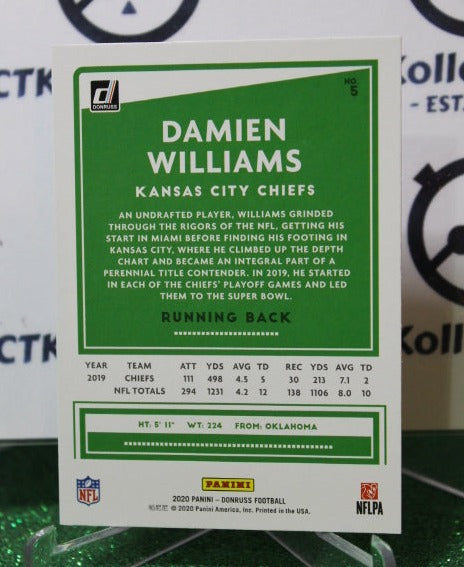 CTK
Kolle
- ESTA
DONRUSS
NO.
5
DAMIEN
WILLIAMS
KANSAS CITY CHIEFS
AN UNDRAFTED PLAYER, WILLIAMS GRINDED
THROUGH THE RIGORS OF THE NFL, GETTING HIS
START IN MIAMI BEFORE FINDING HIS FOOTING IN
KANSAS CITY, WHERE HE CLIMBED UP THE DEPTH
CHART AND BECAME AN INTEGRAL PART OF A
PERENNIAL TITLE CONTENDER. IN 2019, HE STARTED
IN EACH OF THE CHIEFS' PLAYOFF GAMES AND LED
THEM TO THE SUPER BOWL.
RUNNING BACK
YEAR TEAM ATT YDS AVG TD REC YDS AVG TD
2019 CHIEFS 111 498 4.5 5 30 213 7.1 2
NFL TOTALS 294 1231 4.2 12 138 1106 8.0 10
HT: 5' 11" WT: 224 FROM: OKLAHOMA
NFL
PANINI
NFLPA
2020 PANINI – DONRUSS FOOTBALL
© 2020 Panini America, Inc. Printed in the USA.
CTK
Kollec